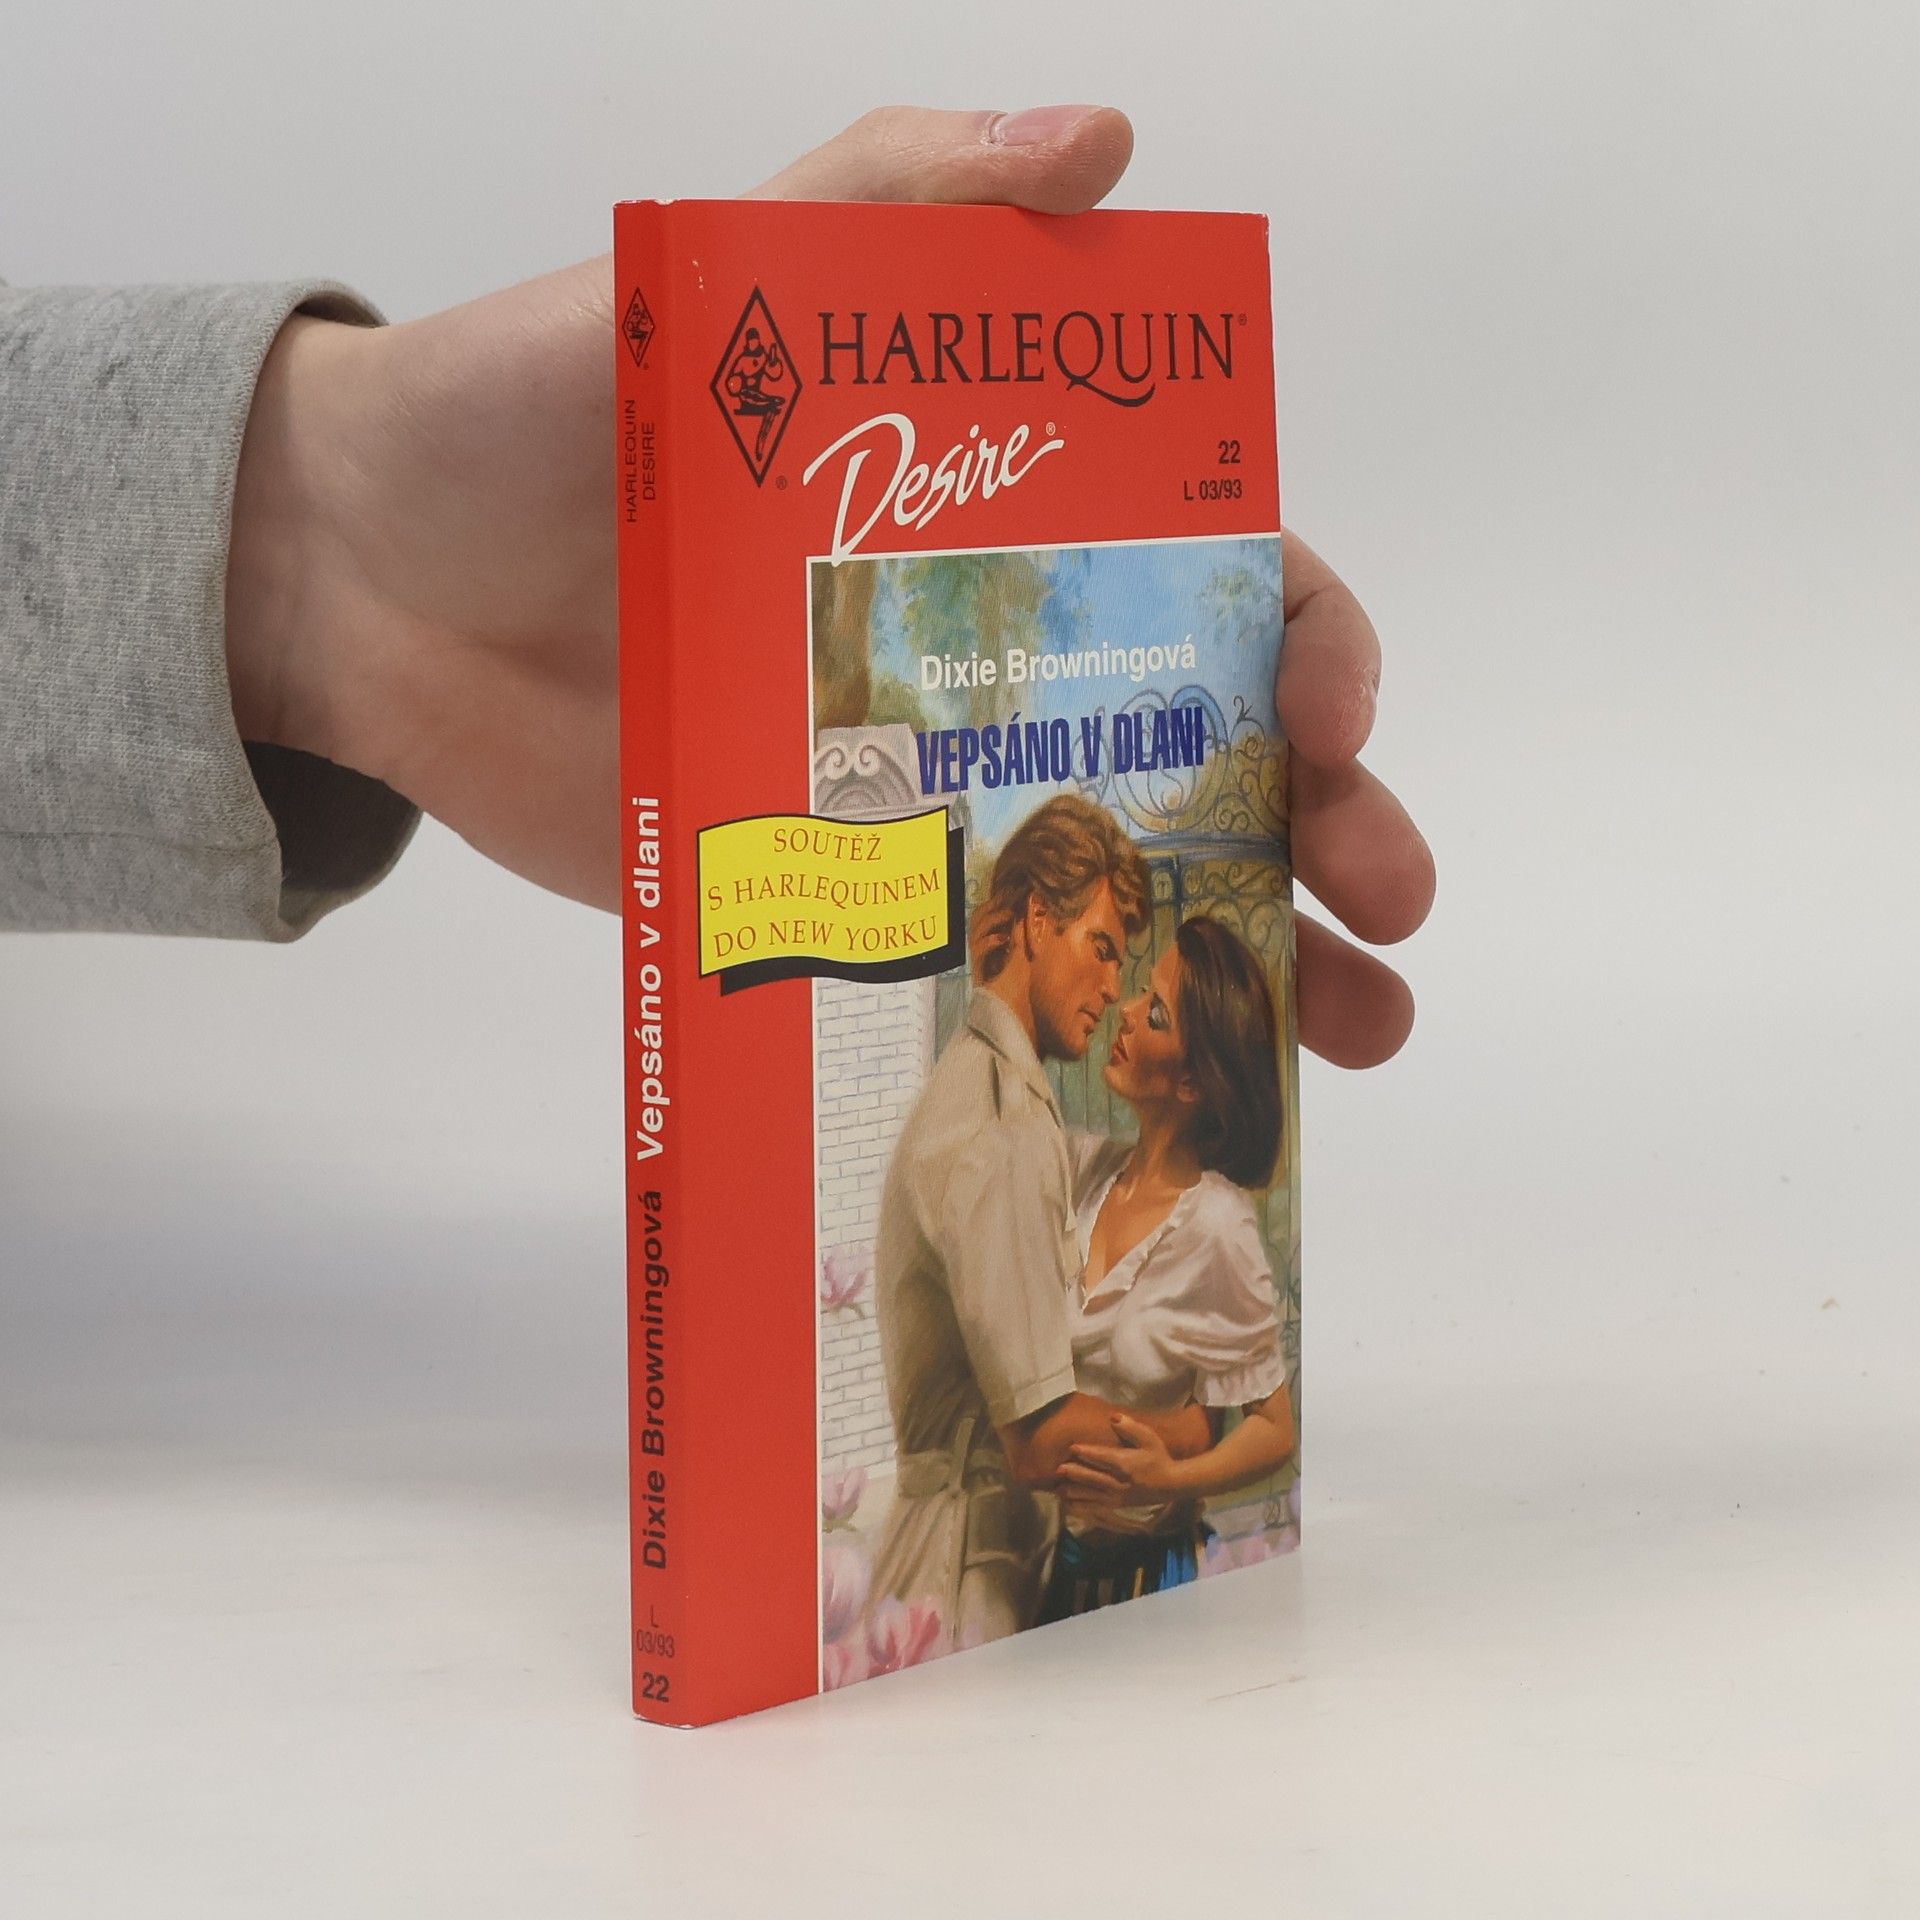 HARLEQUIN®
Desire®
22
L 03/93
Dixie Browningová
VEPSÁNO V DLANI
SOUTĚŽ
S HARLEQUINEM
DO NEW YORKU
HARLEQUIN
DESIRE
Dixie Browningová Vepsáno v dlani
L
03/93
22